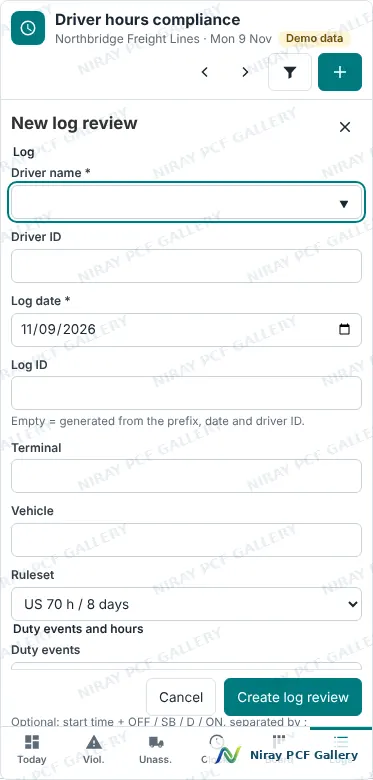 Driver hours compliance
Northbridge Freight Lines · Mon 9 Nov Demo data
New log review
Log
Driver name *
Driver ID
Log date *
11/09/2026
Log ID
Empty = generated from the prefix, date and driver ID.
Terminal
Vehicle
Ruleset
US 70 h / 8 days
Duty events and hours
Duty events
Cancel Create log review
Optional: start time + OFF / SB / D / ON, separated by ;
Today Viol. Unass.
Niray PCF Gallery
NIRAY PCF GALLERY